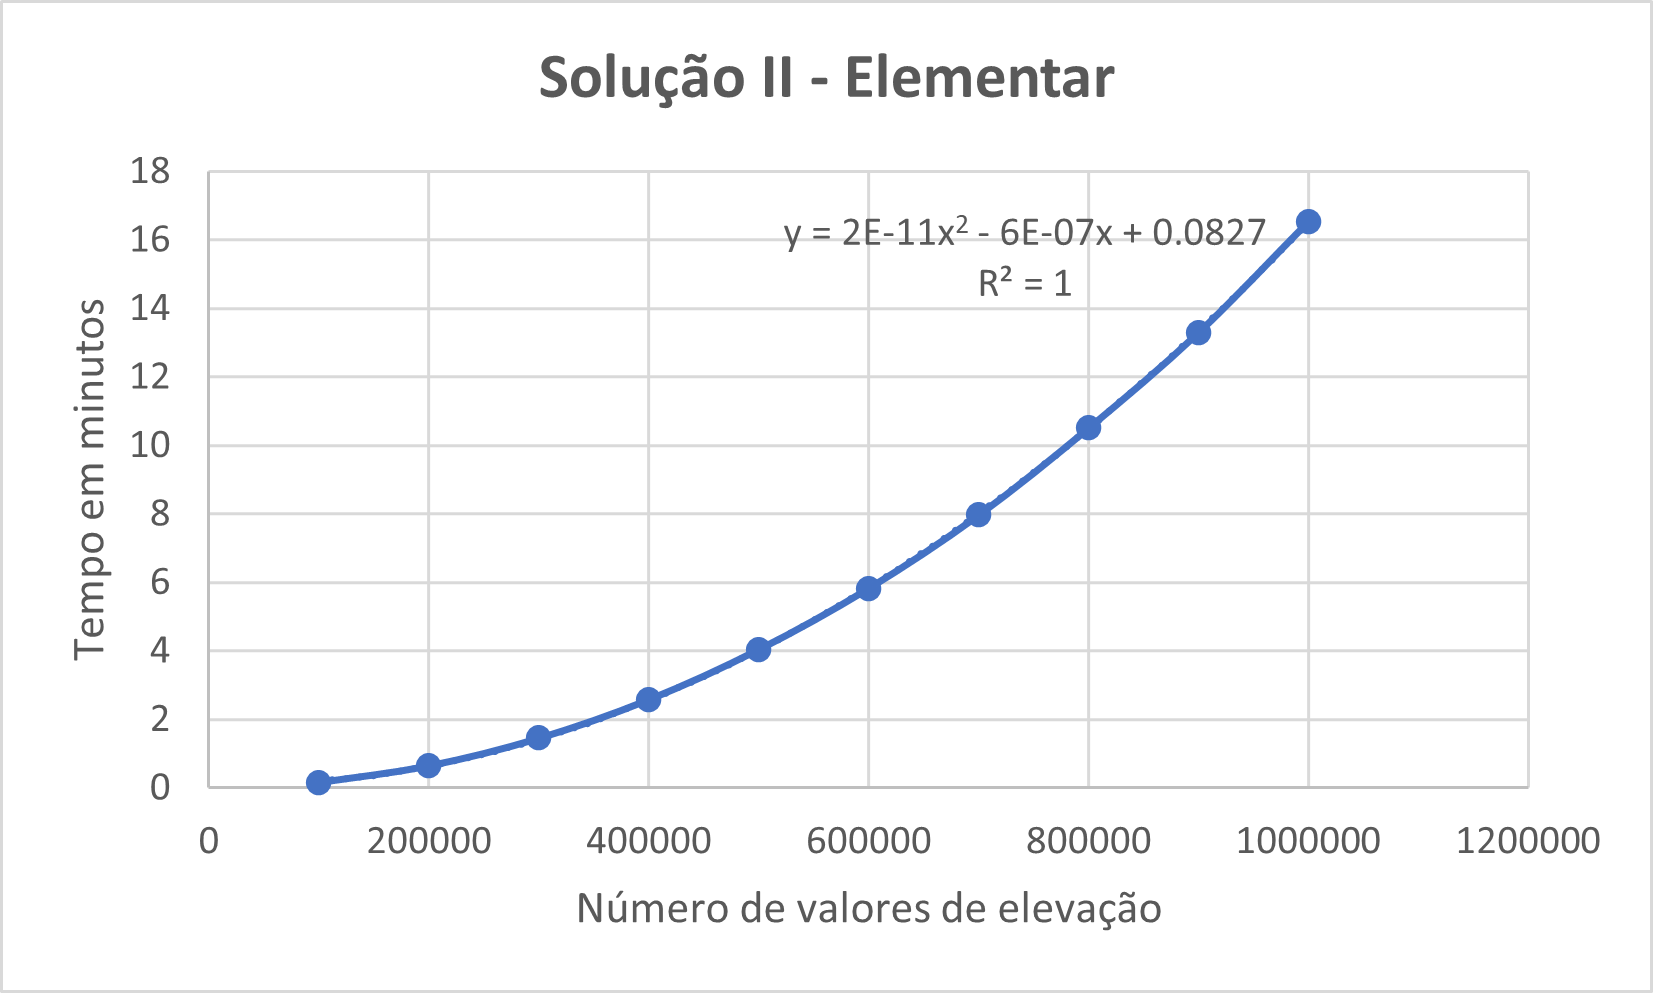 Solução II - Elementar
18
16
14
12
10
8
6
4
2
0
y = 2E-11x² - 6E-07x + 0.0827
R² = 1
Tempo em minutos
0 200000 400000 600000 800000 1000000 1200000
Número de valores de elevação